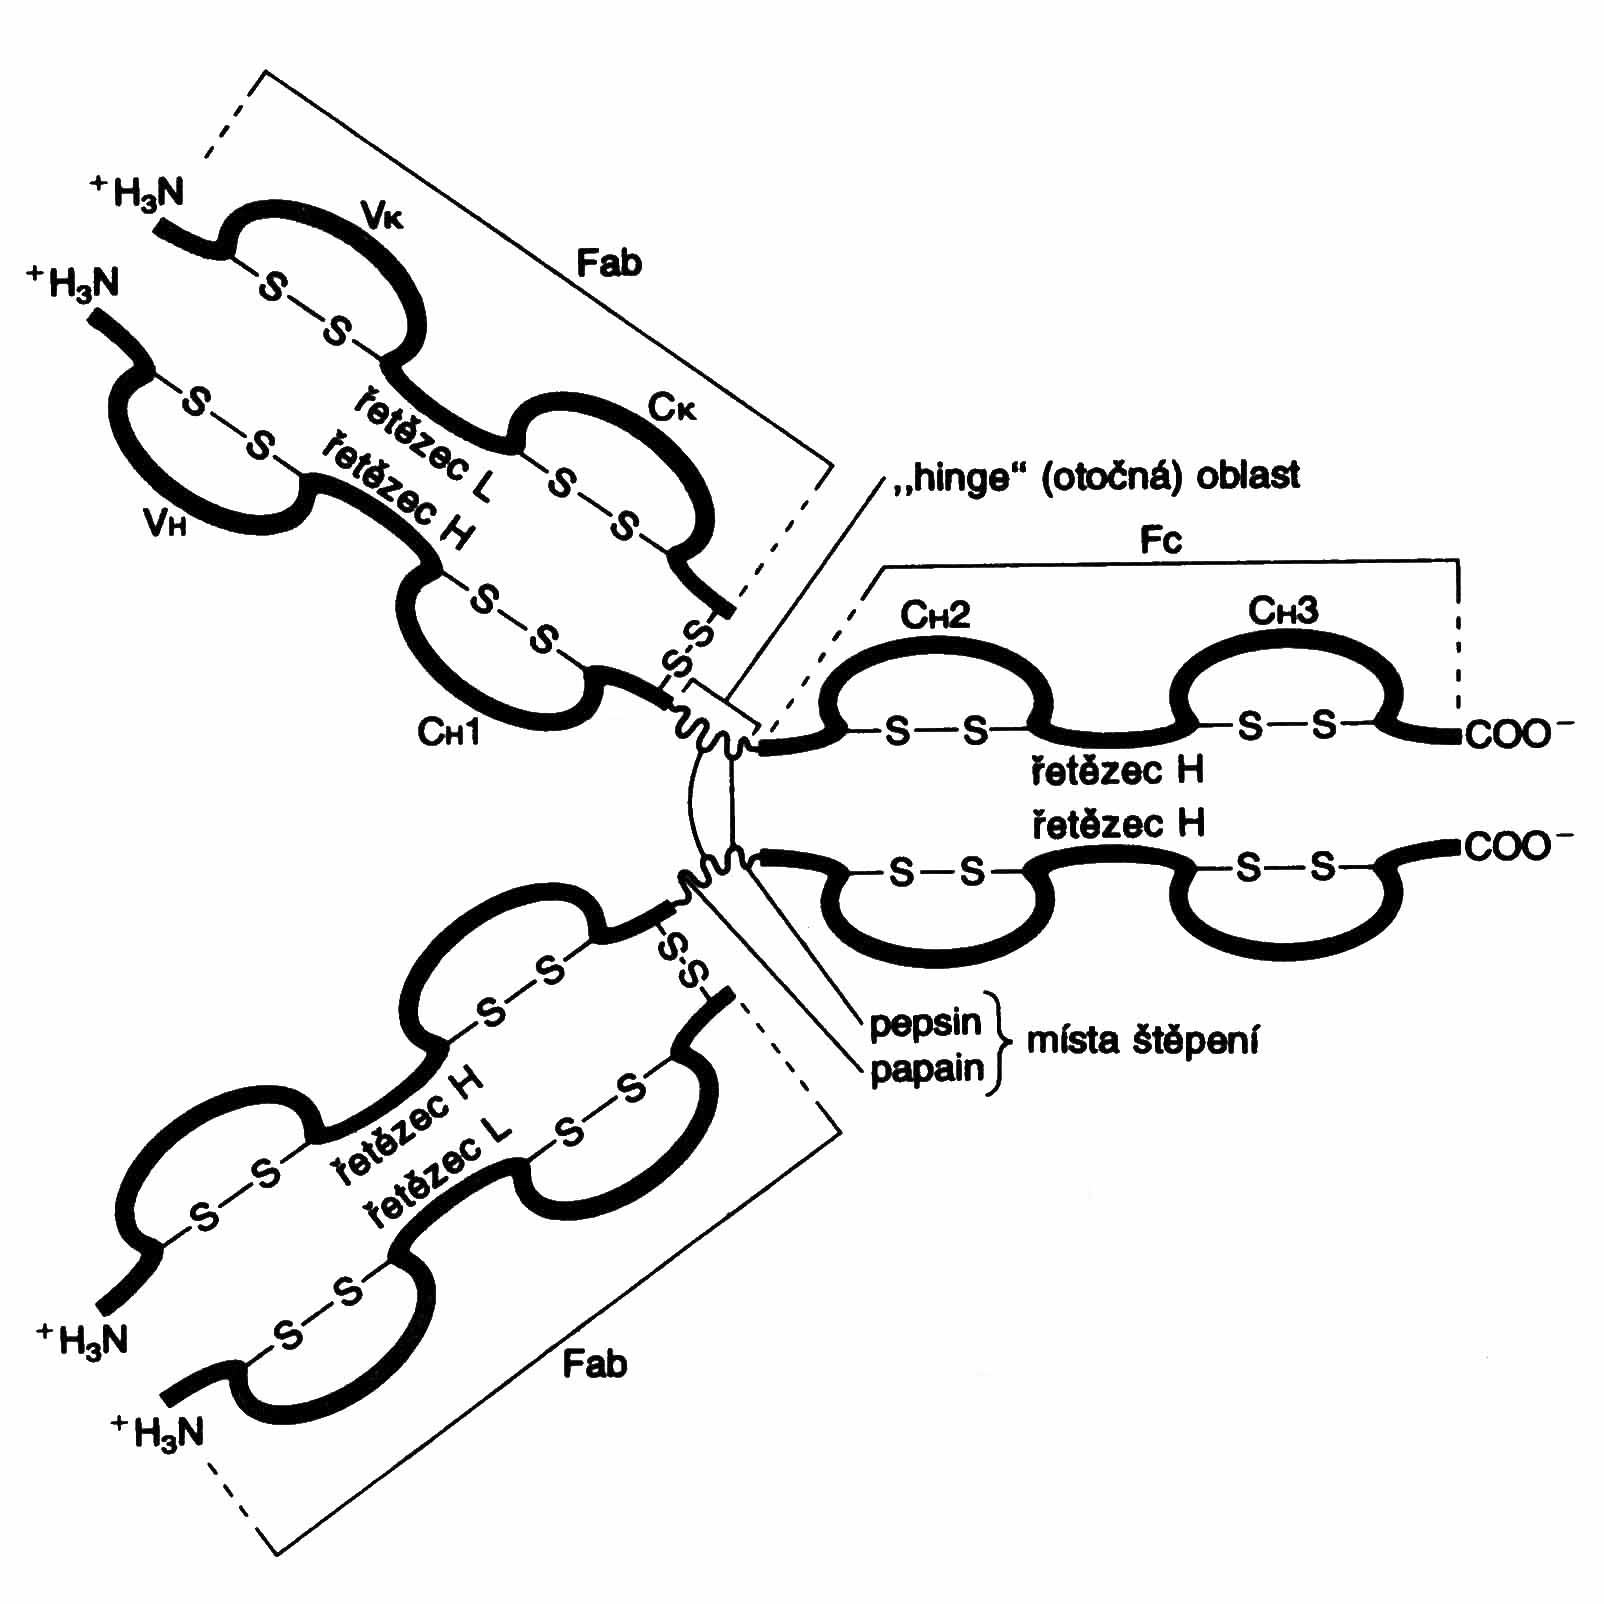 ⁺H₃N
Vκ
Fab
⁺H₃N
S
S
řetězec L
Cκ
S
S
řetězec H
VH
S
S
„hinge“ (otočná) oblast
Fc
S
S
CH1
S
S
CH2
CH3
S
S
S
S
COO⁻
řetězec H
řetězec H
S
S
S
S
COO⁻
S
S
S
S
pepsin
papain
místa štěpení
S
S
řetězec H
řetězec L
S
S
S
S
⁺H₃N
S
S
Fab
⁺H₃N